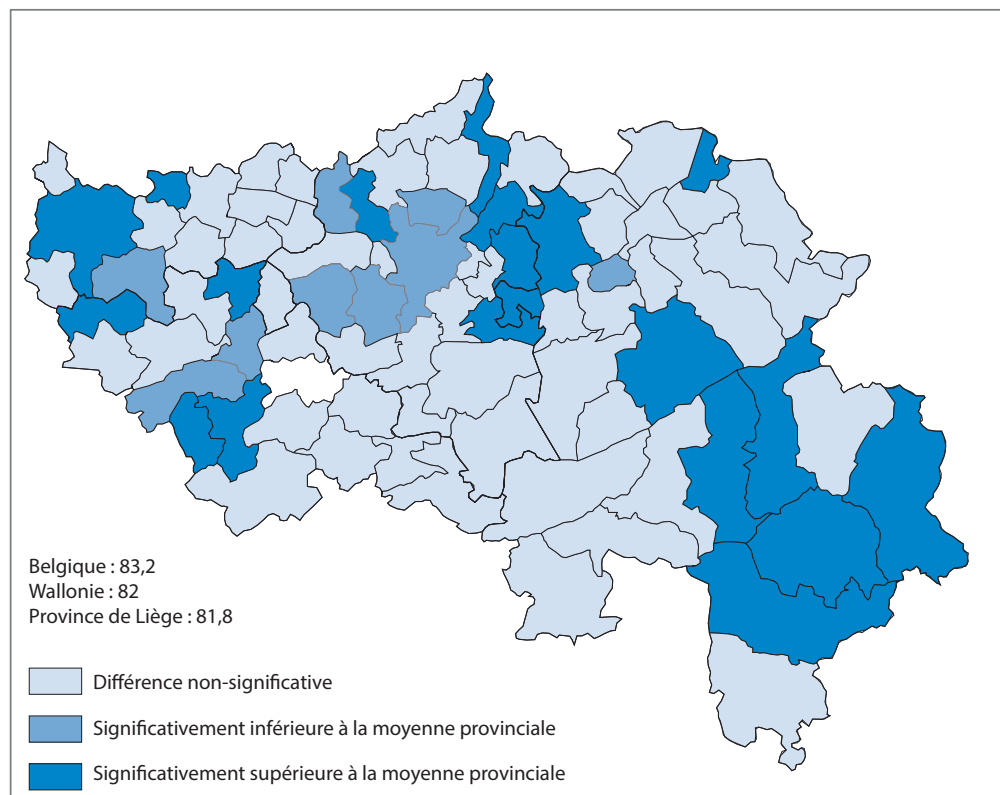 Belgique : 83,2
Wallonie : 82
Province de Liège : 81,8
Différence non-significative
Significativement inférieure à la moyenne provinciale
Significativement supérieure à la moyenne provinciale